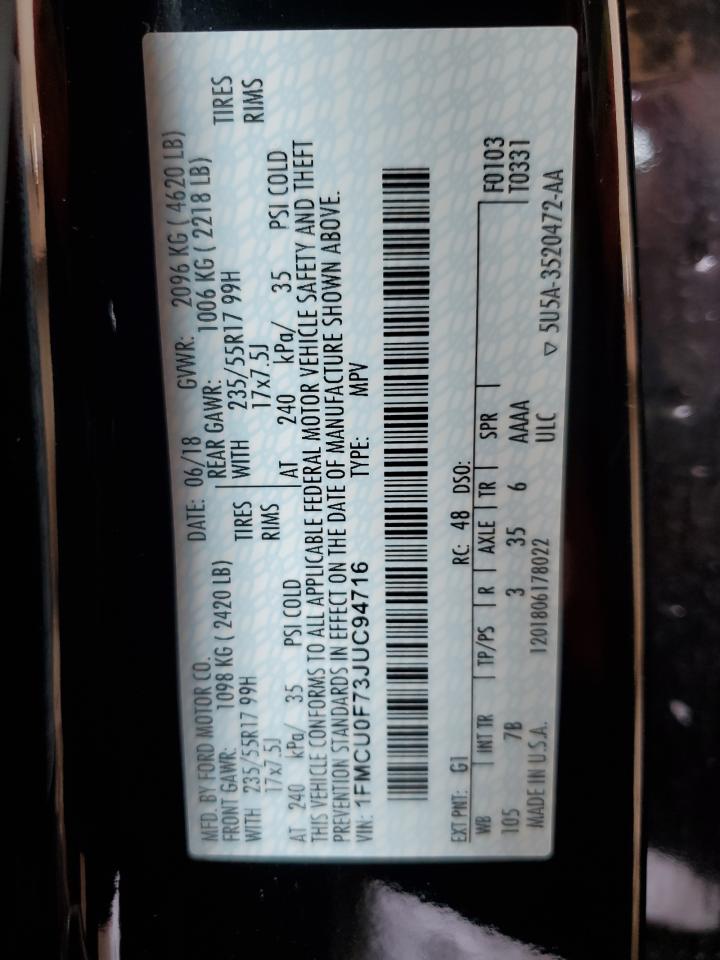 MFD. BY FORD MOTOR CO. DATE: 06/18 GVWR: 2096 KG ( 4620 LB)
FRONT GAWR: 1098 KG ( 2420 LB) REAR GAWR: 1006 KG ( 2218 LB)
WITH 235/55R17 99H TIRES WITH 235/55R17 99H TIRES
17x7.5J RIMS 17x7.5J RIMS
AT 240 kPa/ 35 PSI COLD AT 240 kPa/ 35 PSI COLD
THIS VEHICLE CONFORMS TO ALL APPLICABLE FEDERAL MOTOR VEHICLE SAFETY AND THEFT
PREVENTION STANDARDS IN EFFECT ON THE DATE OF MANUFACTURE SHOWN ABOVE.
VIN: 1FMCU0F73JUC94716 TYPE: MPV
EXT PNT: G1 RC: 48 DSO: F0103
WB INT TR TP/PS R AXLE TR SPR T0331
105 7B 3 35 6 AAAA
MADE IN U.S.A. 1201806178022 ULC ▽ 5U5A-3520472-AA